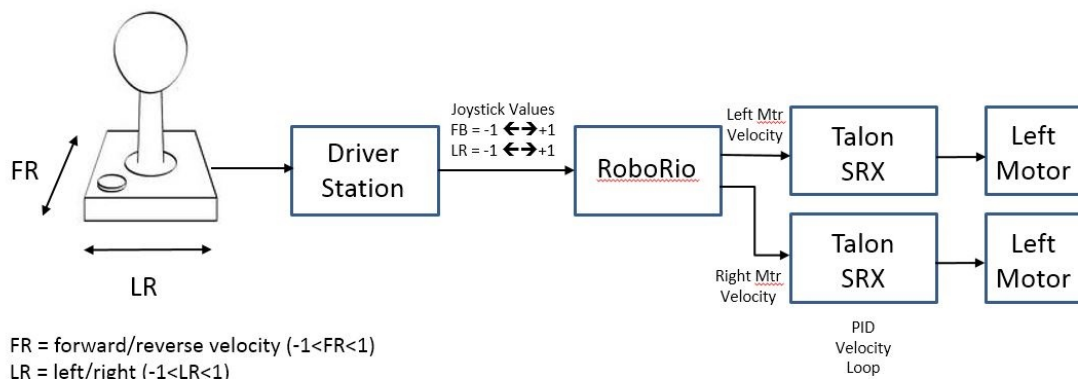 FR
LR
Driver
Station
Joystick Values
FB = -1 🡨🡪+1
LR = -1 🡨🡪+1
RoboRio
Left Mtr
Velocity
Talon
SRX
Left
Motor
Right Mtr
Velocity
Talon
SRX
Left
Motor
PID
Velocity
Loop
FR = forward/reverse velocity (-1<FR<1)
LR = left/right (-1<LR<1)